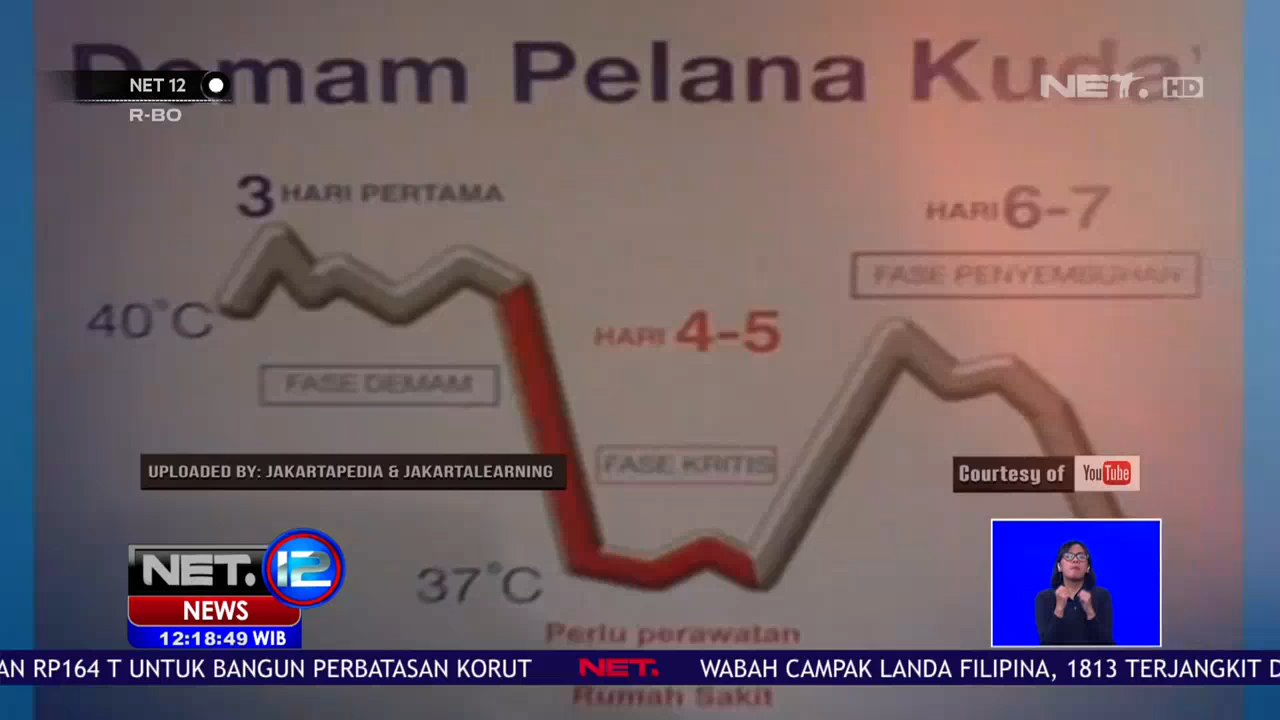 Demam Pelana Kuda'
NET 12
R-BO
NET. HD
3 HARI PERTAMA
HARI 6-7
FASE PENYEMBUHAN
40°C
HARI 4-5
FASE DEMAM
FASE KRITIS
UPLOADED BY: JAKARTAPEDIA & JAKARTALEARNING
Courtesy of YouTube
37°C
NET. 12
NEWS
12:18:49 WIB
Perlu perawatan
AN RP164 T UNTUK BANGUN PERBATASAN KORUT NET. WABAH CAMPAK LANDA FILIPINA, 1813 TERJANGKIT D
Rumah Sakit